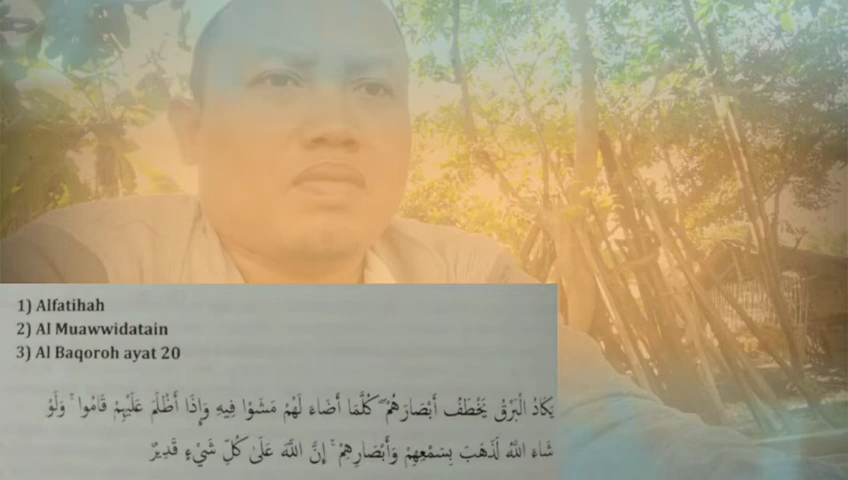 1) Alfatihah
2) Al Muawwidatain
3) Al Baqoroh ayat 20
يَكَادُ الْبَرْقُ يَخْطَفُ أَبْصَارَهُمْ ۖ كُلَّمَا أَضَاءَ لَهُمْ مَشَوْا فِيهِ وَإِذَا أَظْلَمَ عَلَيْهِمْ قَامُوا ۚ وَلَوْ
شَاءَ اللَّهُ لَذَهَبَ بِسَمْعِهِمْ وَأَبْصَارِهِمْ ۚ إِنَّ اللَّهَ عَلَىٰ كُلِّ شَيْءٍ قَدِيرٌ